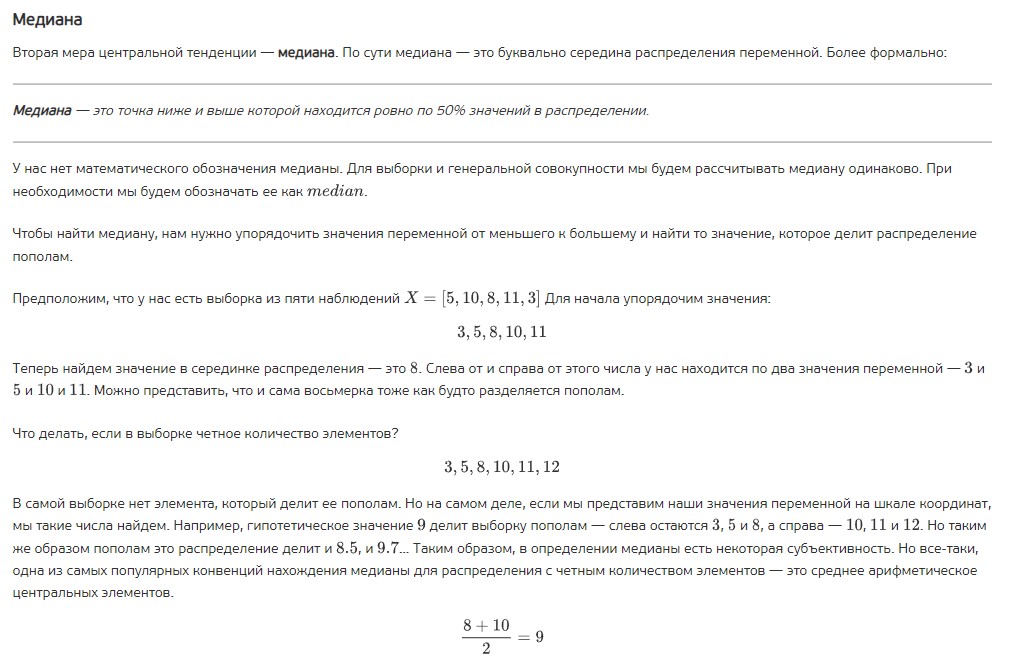 Медиана
Вторая мера центральной тенденции — медиана. По сути медиана — это буквально середина распределения переменной. Более формально:
Медиана — это точка ниже и выше которой находится ровно по 50% значений в распределении.
У нас нет математического обозначения медианы. Для выборки и генеральной совокупности мы будем рассчитывать медиану одинаково. При
необходимости мы будем обозначать ее как median.
Чтобы найти медиану, нам нужно упорядочить значения переменной от меньшего к большему и найти то значение, которое делит распределение
пополам.
Предположим, что у нас есть выборка из пяти наблюдений X = [5, 10, 8, 11, 3] Для начала упорядочим значения:
3, 5, 8, 10, 11
Теперь найдем значение в серединке распределения — это 8. Слева от и справа от этого числа у нас находится по два значения переменной — 3 и
5 и 10 и 11. Можно представить, что и сама восьмерка тоже как будто разделяется пополам.
Что делать, если в выборке четное количество элементов?
3, 5, 8, 10, 11, 12
В самой выборке нет элемента, который делит ее пополам. Но на самом деле, если мы представим наши значения переменной на шкале координат,
мы такие числа найдем. Например, гипотетическое значение 9 делит выборку пополам — слева остаются 3, 5 и 8, а справа — 10, 11 и 12. Но таким
же образом пополам это распределение делит и 8.5, и 9.7... Таким образом, в определении медианы есть некоторая субъективность. Но все-таки,
одна из самых популярных конвенций нахождения медианы для распределения с четным количеством элементов — это среднее арифметическое
центральных элементов.
8 + 10
2
= 9